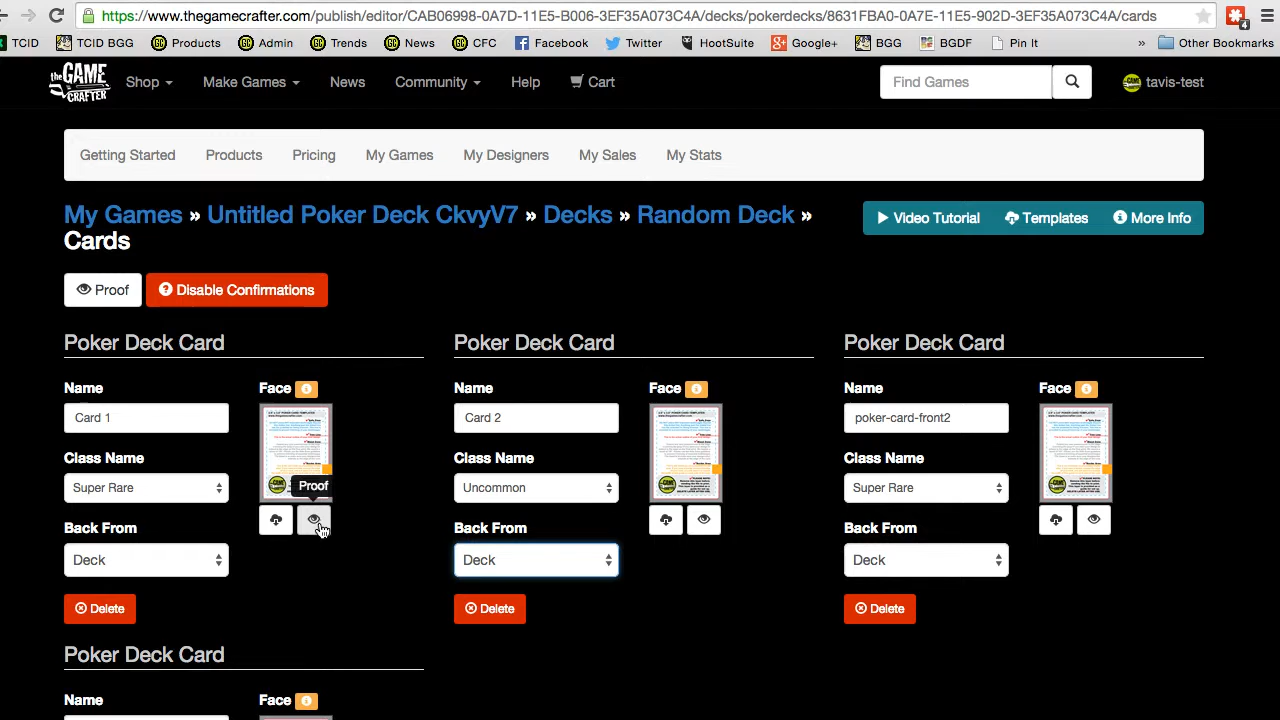 https://www.thegamecrafter.com/publish/editor/CAB06998-0A7D-11E5-B006-3EF35A073C4A/decks/pokerdecks/8631FBA0-0A7E-11E5-902D-3EF35A073C4A/cards
4
TCID TCID BGG Products Admin Trends News CFC Facebook Twitter HootSuite Google+ BGG BGDF Pin It » Other Bookmarks
the GAME CRAFTER Shop Make Games News Community Help Cart Find Games tavis-test
Getting Started Products Pricing My Games My Designers My Sales My Stats
My Games » Untitled Poker Deck CkvyV7 » Decks » Random Deck »
Cards
Video Tutorial Templates More Info
Proof Disable Confirmations
Poker Deck Card Poker Deck Card Poker Deck Card
Name Face Name Face Name Face
Card 1 Card 2 poker-card-front2
Class Name Class Name Class Name
Super Rare Uncommon Super Rare
Proof
Back From Back From Back From
Deck Deck Deck
Delete Delete Delete
Poker Deck Card
Name Face